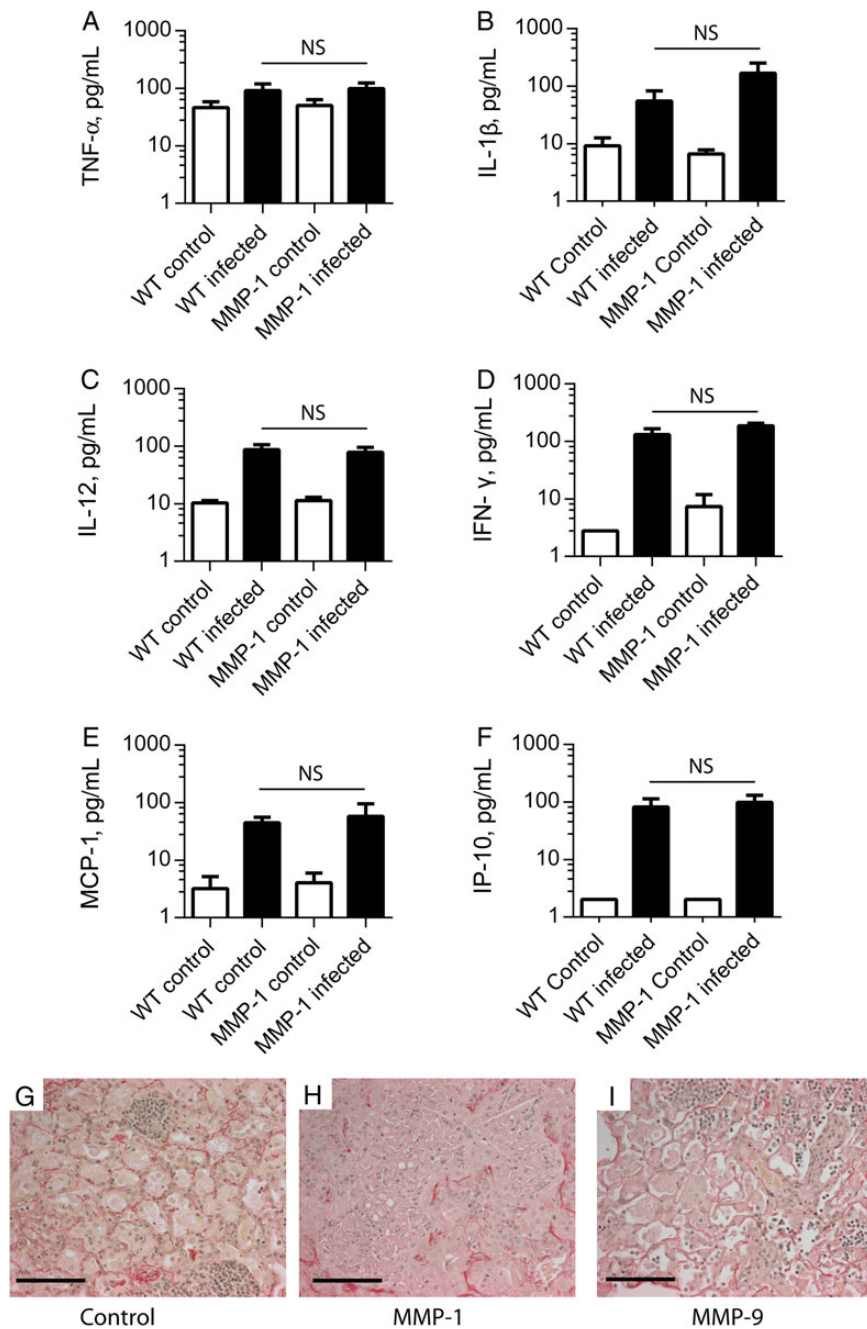 A
TNF-α, pg/mL
1000
100
10
1
NS
WT control
WT infected
MMP-1 control
MMP-1 infected
B
IL-1β, pg/mL
1000
100
10
1
NS
WT Control
WT infected
MMP-1 Control
MMP-1 infected
C
IL-12, pg/mL
1000
100
10
1
NS
WT control
WT infected
MMP-1 control
MMP-1 infected
D
IFN- γ, pg/mL
1000
100
10
1
NS
WT control
WT infected
MMP-1 control
MMP-1 infected
E
MCP-1, pg/mL
1000
100
10
1
NS
WT control
WT control
MMP-1 control
MMP-1 infected
F
IP-10, pg/mL
1000
100
10
1
NS
WT Control
WT infected
MMP-1 Control
MMP-1 infected
G
H
I
Control
MMP-1
MMP-9